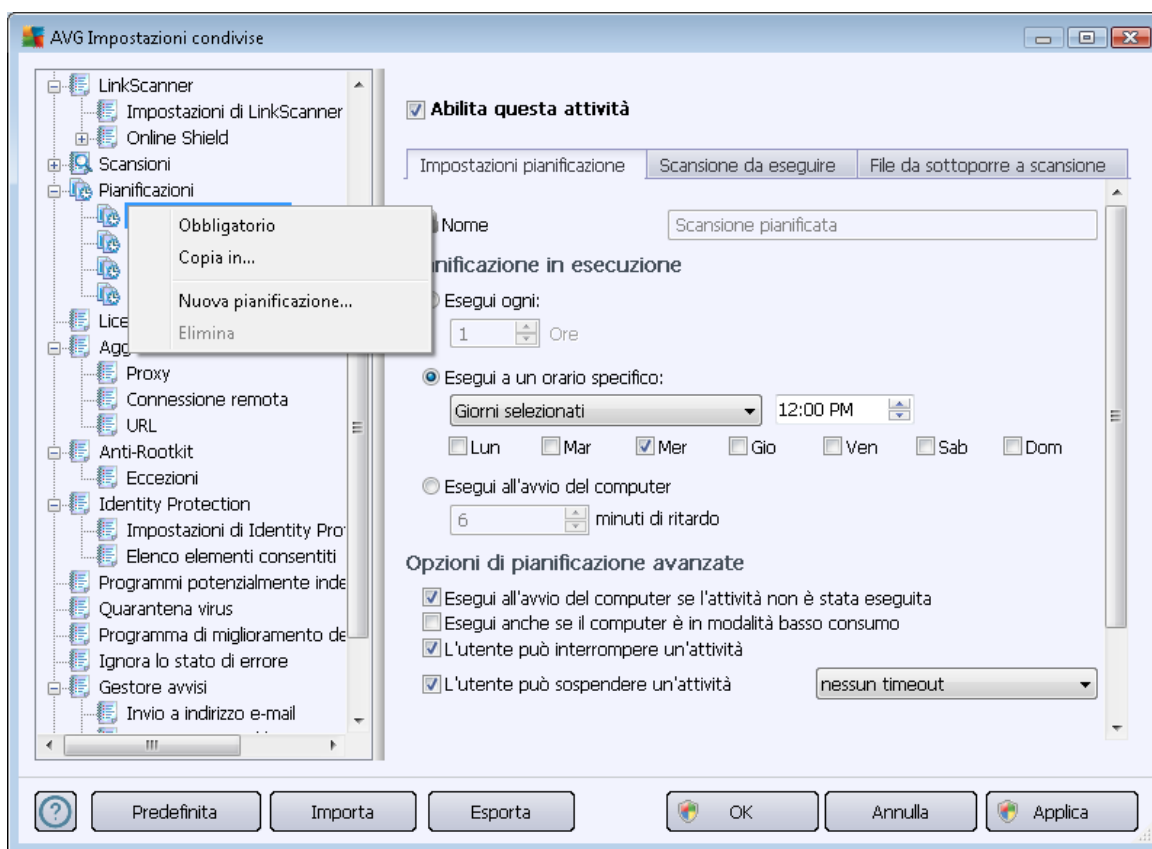 AVG Impostazioni condivise
LinkScanner
Impostazioni di LinkScanner
Online Shield
Scansioni
Pianificazioni
Obbligatorio
Copia in...
Nuova pianificazione...
Elimina
Lice
Agg
Proxy
Connessione remota
URL
Anti-Rootkit
Eccezioni
Identity Protection
Impostazioni di Identity Pro
Elenco elementi consentiti
Programmi potenzialmente inde
Quarantena virus
Programma di miglioramento de
Ignora lo stato di errore
Gestore avvisi
Invio a indirizzo e-mail
Abilita questa attività
Impostazioni pianificazione Scansione da eseguire File da sottoporre a scansione
Nome Scansione pianificata
nificazione in esecuzione
Esegui ogni:
1 Ore
Esegui a un orario specifico:
Giorni selezionati 12:00 PM
Lun Mar Mer Gio Ven Sab Dom
Esegui all'avvio del computer
6 minuti di ritardo
Opzioni di pianificazione avanzate
Esegui all'avvio del computer se l'attività non è stata eseguita
Esegui anche se il computer è in modalità basso consumo
L'utente può interrompere un'attività
L'utente può sospendere un'attività nessun timeout
? Predefinita Importa Esporta OK Annulla Applica